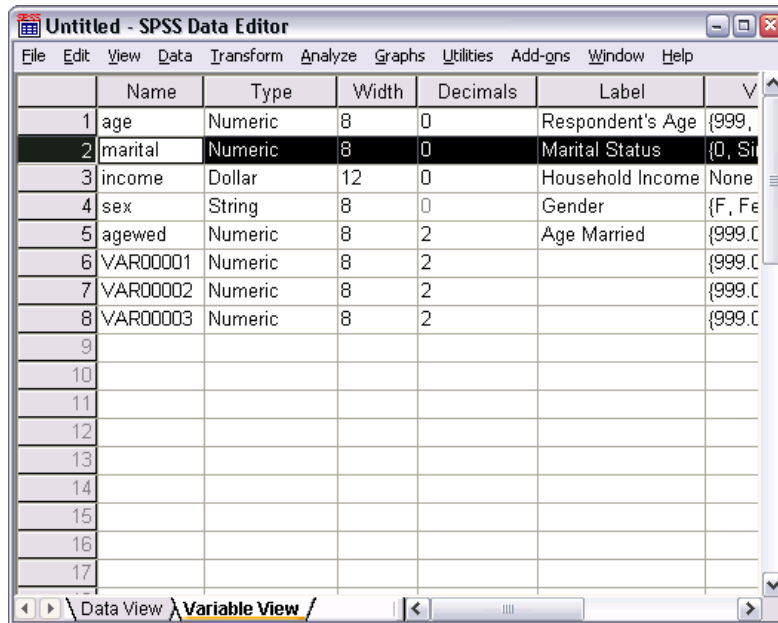 SPSS
Untitled - SPSS Data Editor
File Edit View Data Transform Analyze Graphs Utilities Add-ons Window Help
Name Type Width Decimals Label V
1 age Numeric 8 0 Respondent's Age {999,
2 marital Numeric 8 0 Marital Status {0, Si
3 income Dollar 12 0 Household Income None
4 sex String 8 0 Gender {F, Fe
5 agewed Numeric 8 2 Age Married {999.0
6 VAR00001 Numeric 8 2 {999.0
7 VAR00002 Numeric 8 2 {999.0
8 VAR00003 Numeric 8 2 {999.0
9
10
11
12
13
14
15
16
17
Data View Variable View